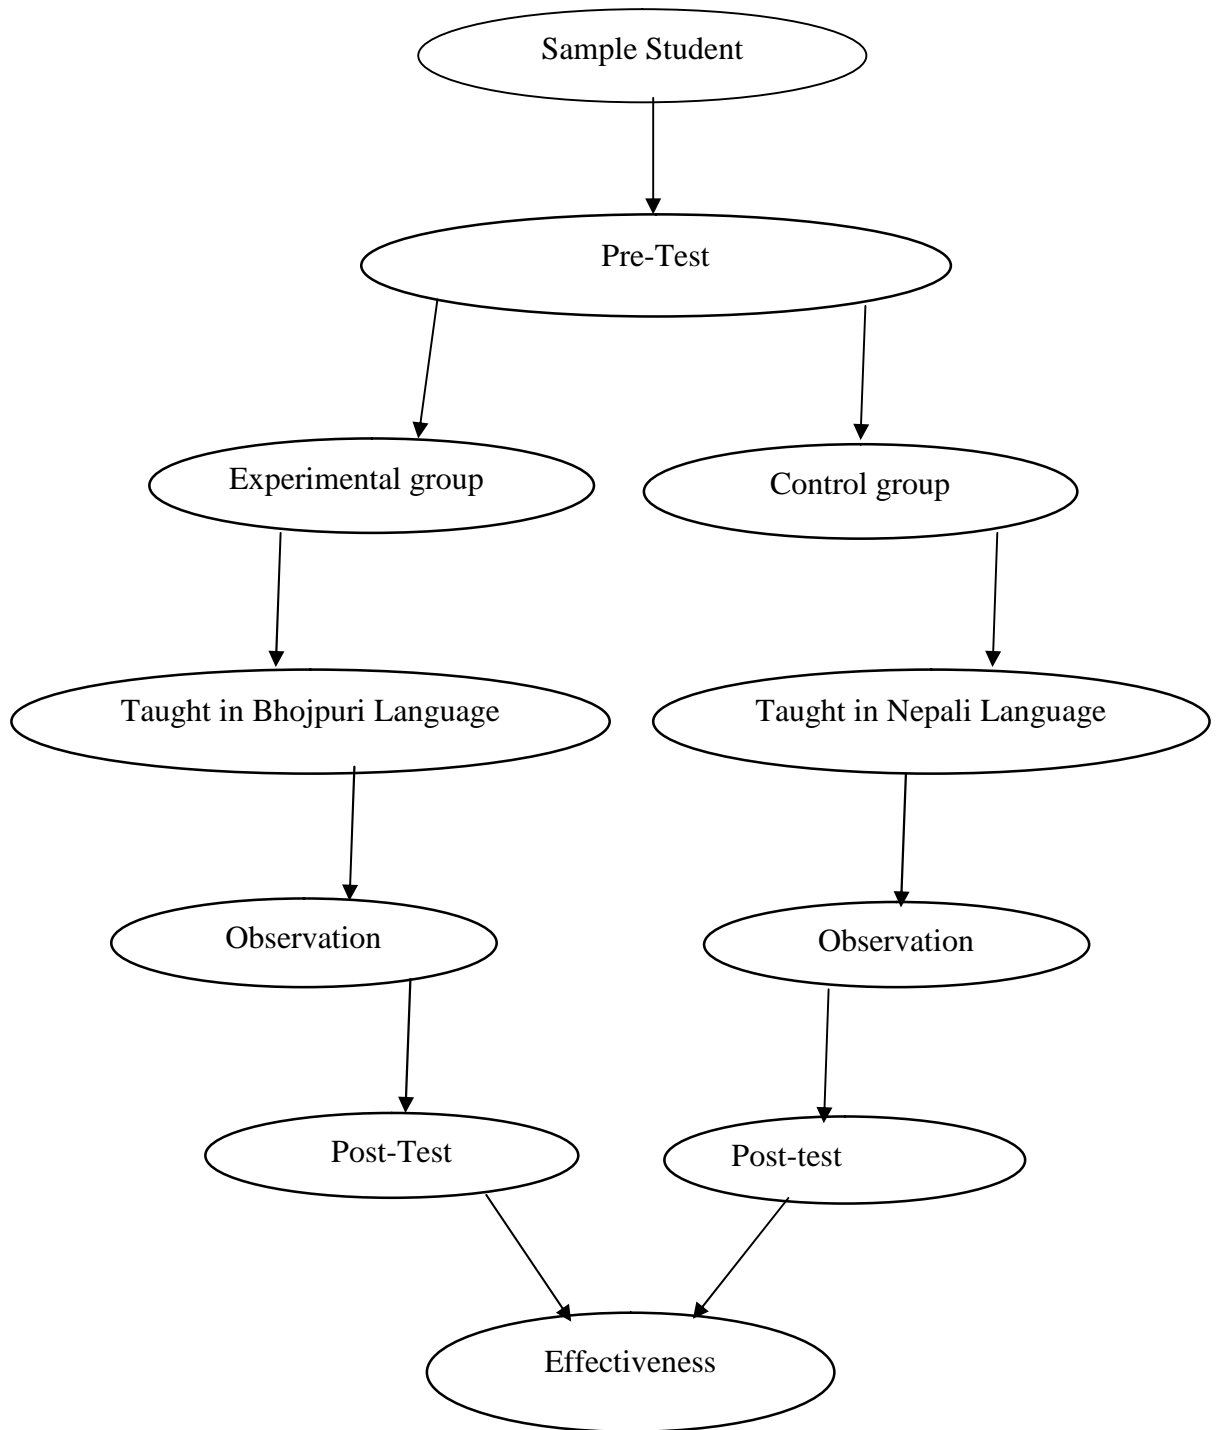 Sample Student
Pre-Test
Experimental group
Control group
Taught in Bhojpuri Language
Taught in Nepali Language
Observation
Observation
Post-Test
Post-test
Effectiveness